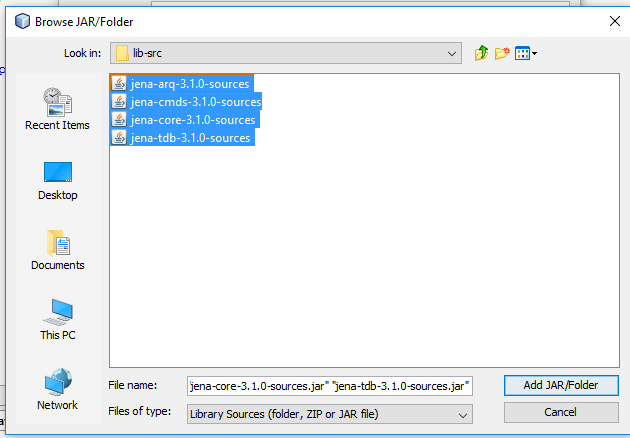 Browse JAR/Folder
Look in: lib-src
jena-arq-3.1.0-sources
jena-cmds-3.1.0-sources
jena-core-3.1.0-sources
jena-tdb-3.1.0-sources
Recent Items
Desktop
Documents
This PC
Network
File name: 'jena-core-3.1.0-sources.jar" "jena-tdb-3.1.0-sources.jar" Add JAR/Folder
Files of type: Library Sources (folder, ZIP or JAR file) Cancel